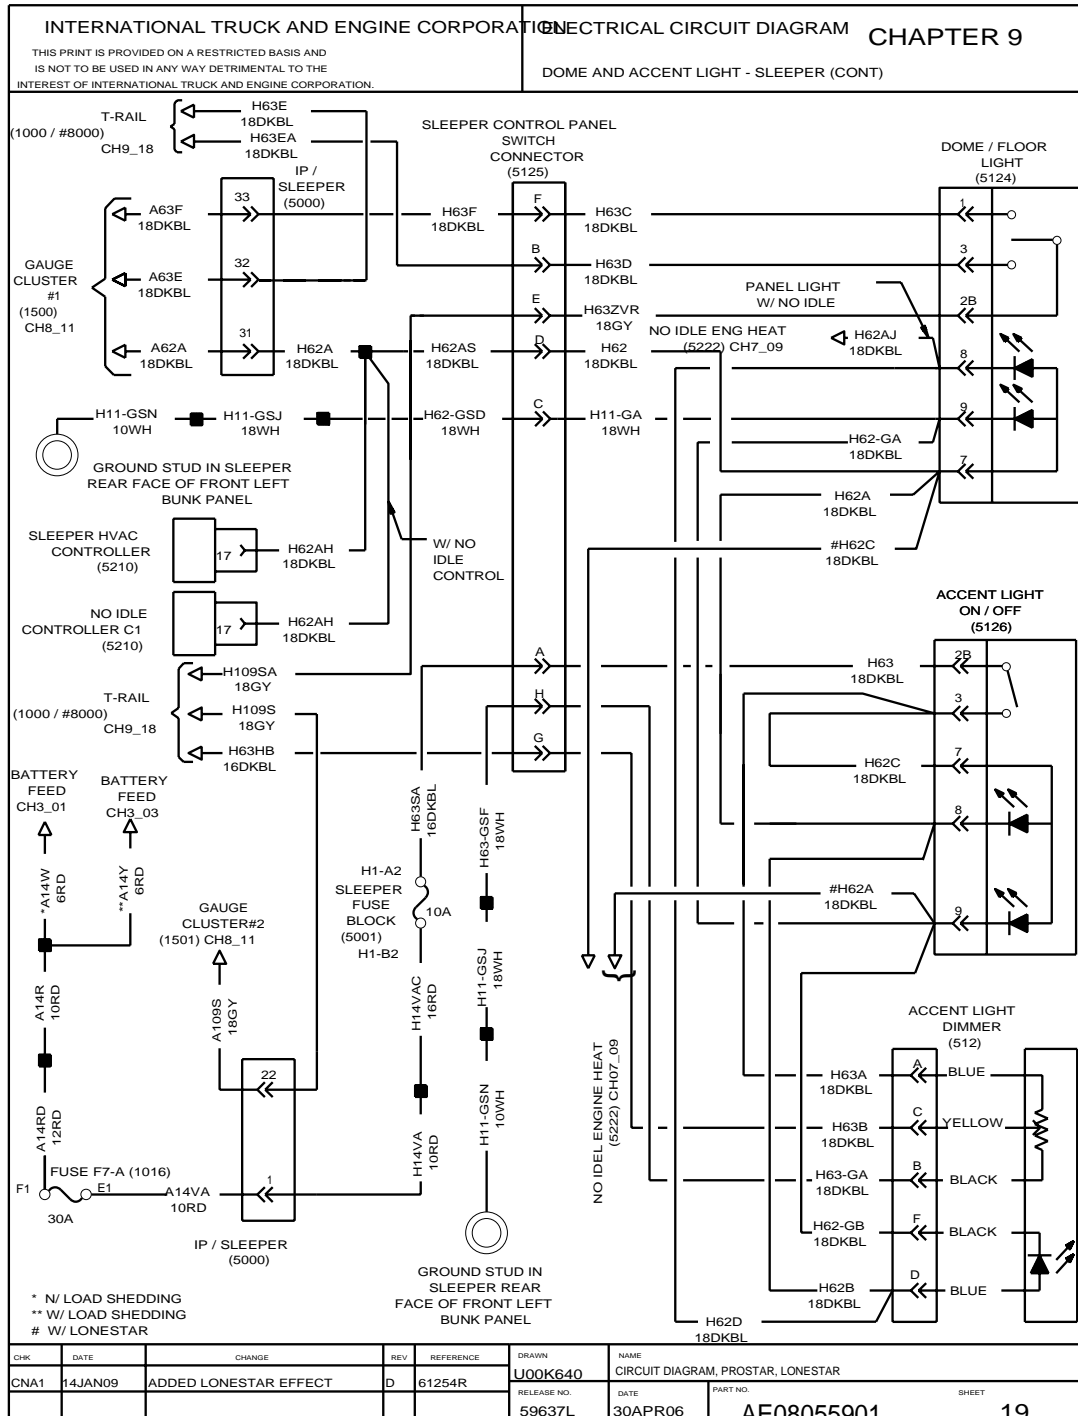 INTERNATIONAL TRUCK AND ENGINE CORPORATION
THIS PRINT IS PROVIDED ON A RESTRICTED BASIS AND
IS NOT TO BE USED IN ANY WAY DETRIMENTAL TO THE
INTEREST OF INTERNATIONAL TRUCK AND ENGINE CORPORATION.
ELECTRICAL CIRCUIT DIAGRAM
CHAPTER 9
DOME AND ACCENT LIGHT - SLEEPER (CONT)
T-RAIL
(1000 / #8000)
CH9_18
H63E
18DKBL
H63EA
18DKBL
IP /
SLEEPER
(5000)
SLEEPER CONTROL PANEL
SWITCH
CONNECTOR
(5125)
DOME / FLOOR
LIGHT
(5124)
GAUGE
CLUSTER
#1
(1500)
CH8_11
A63F
18DKBL
33
H63F
18DKBL
F
H63C
18DKBL
1
A63E
18DKBL
32
B
H63D
18DKBL
3
PANEL LIGHT
W/ NO IDLE
E
H63ZVR
18GY
2B
NO IDLE ENG HEAT
(5222) CH7_09
H62AJ
18DKBL
A62A
18DKBL
31
H62A
18DKBL
H62AS
18DKBL
D
H62
18DKBL
8
H11-GSN
10WH
H11-GSJ
18WH
H62-GSD
18WH
C
H11-GA
18WH
9
H62-GA
18DKBL
7
GROUND STUD IN SLEEPER
REAR FACE OF FRONT LEFT
BUNK PANEL
H62A
18DKBL
#H62C
18DKBL
SLEEPER HVAC
CONTROLLER
(5210)
17
H62AH
18DKBL
W/ NO
IDLE
CONTROL
NO IDLE
CONTROLLER C1
(5210)
17
H62AH
18DKBL
ACCENT LIGHT
ON / OFF
(5126)
T-RAIL
(1000 / #8000)
CH9_18
H109SA
18GY
H109S
18GY
H63HB
16DKBL
A
H
G
H63
18DKBL
2B
3
H62C
18DKBL
7
8
#H62A
18DKBL
9
BATTERY
FEED
CH3_01
BATTERY
FEED
CH3_03
*A14W
6RD
**A14Y
6RD
GAUGE
CLUSTER#2
(1501) CH8_11
H63SA
16DKBL
H63-GSF
18WH
H1-A2
SLEEPER
FUSE
BLOCK
(5001)
H1-B2
10A
A14R
10RD
A109S
18GY
H14VAC
16RD
H11-GSJ
18WH
A14RD
12RD
22
H14VA
10RD
H11-GSN
10WH
FUSE F7-A (1016)
F1
E1
30A
A14VA
10RD
1
IP / SLEEPER
(5000)
GROUND STUD IN
SLEEPER REAR
FACE OF FRONT LEFT
BUNK PANEL
NO IDEL ENGINE HEAT
(5222) CH07_09
ACCENT LIGHT
DIMMER
(512)
H63A
18DKBL
A
BLUE
H63B
18DKBL
C
YELLOW
H63-GA
18DKBL
B
BLACK
H62-GB
18DKBL
F
BLACK
H62B
18DKBL
D
BLUE
H62D
18DKBL
* N/ LOAD SHEDDING
** W/ LOAD SHEDDING
# W/ LONESTAR
CHK DATE CHANGE REV REFERENCE
CNA1 14JAN09 ADDED LONESTAR EFFECT D 61254R
DRAWN
U00K640
NAME
CIRCUIT DIAGRAM, PROSTAR, LONESTAR
RELEASE NO.
59637L
DATE
30APR06
PART NO.
AE08055901
SHEET
19